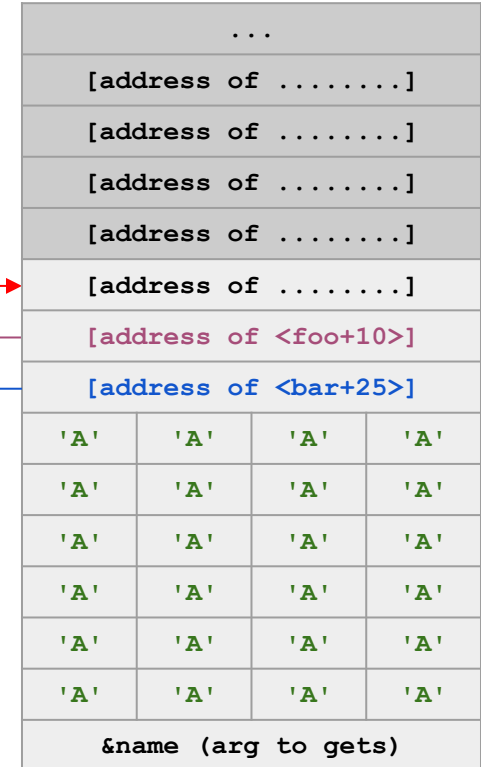 ...
[address of ........]
[address of ........]
[address of ........]
[address of ........]
[address of ........]
[address of <foo+10>]
[address of <bar+25>]
'A' 'A' 'A' 'A'
'A' 'A' 'A' 'A'
'A' 'A' 'A' 'A'
'A' 'A' 'A' 'A'
'A' 'A' 'A' 'A'
'A' 'A' 'A' 'A'
&name (arg to gets)